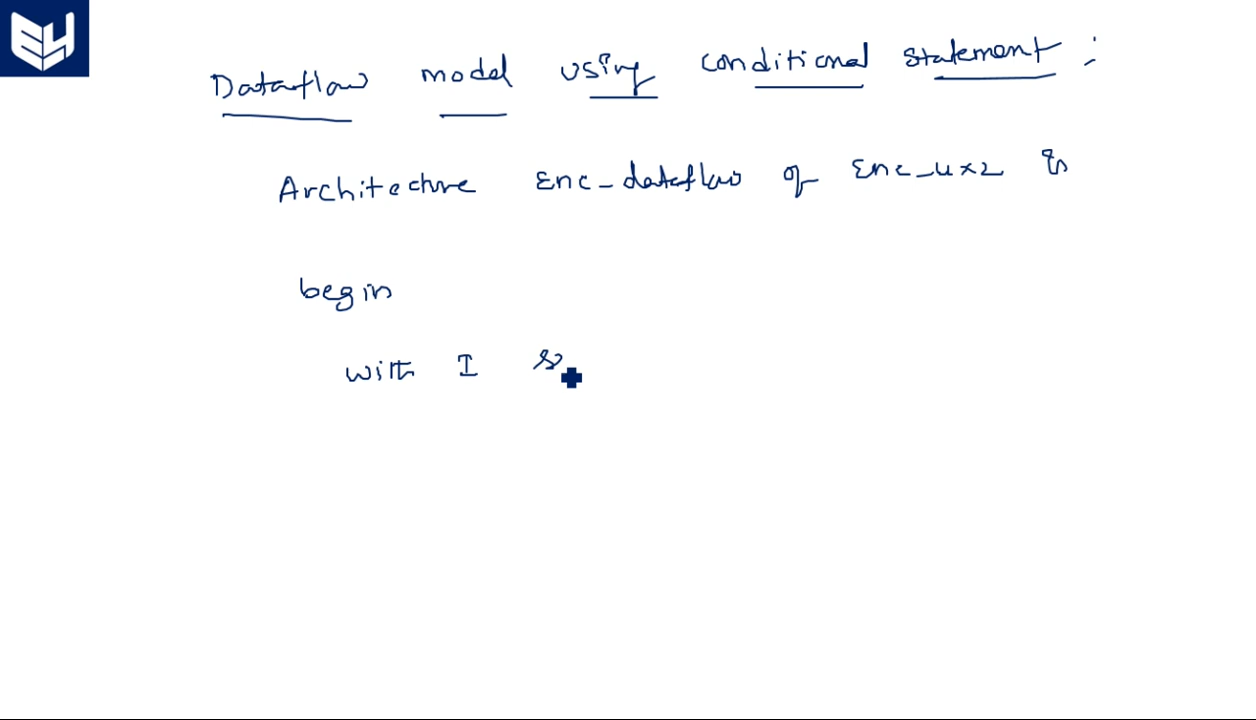 Dataflow model using conditional statement :
Architecture Enc_dataflow of Enc_4x2 is
begin
with I s